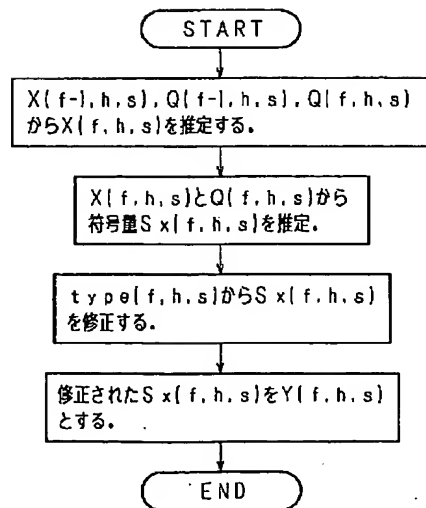 START
X(f-1,h,s),Q(f-1,h,s),Q(f,h,s)
からX(f,h,s)を推定する。
X(f,h,s)とQ(f,h,s)から
符号量Sx(f,h,s)を推定。
type(f,h,s)からSx(f,h,s)
を修正する。
修正されたSx(f,h,s)をY(f,h,s)
とする。
END